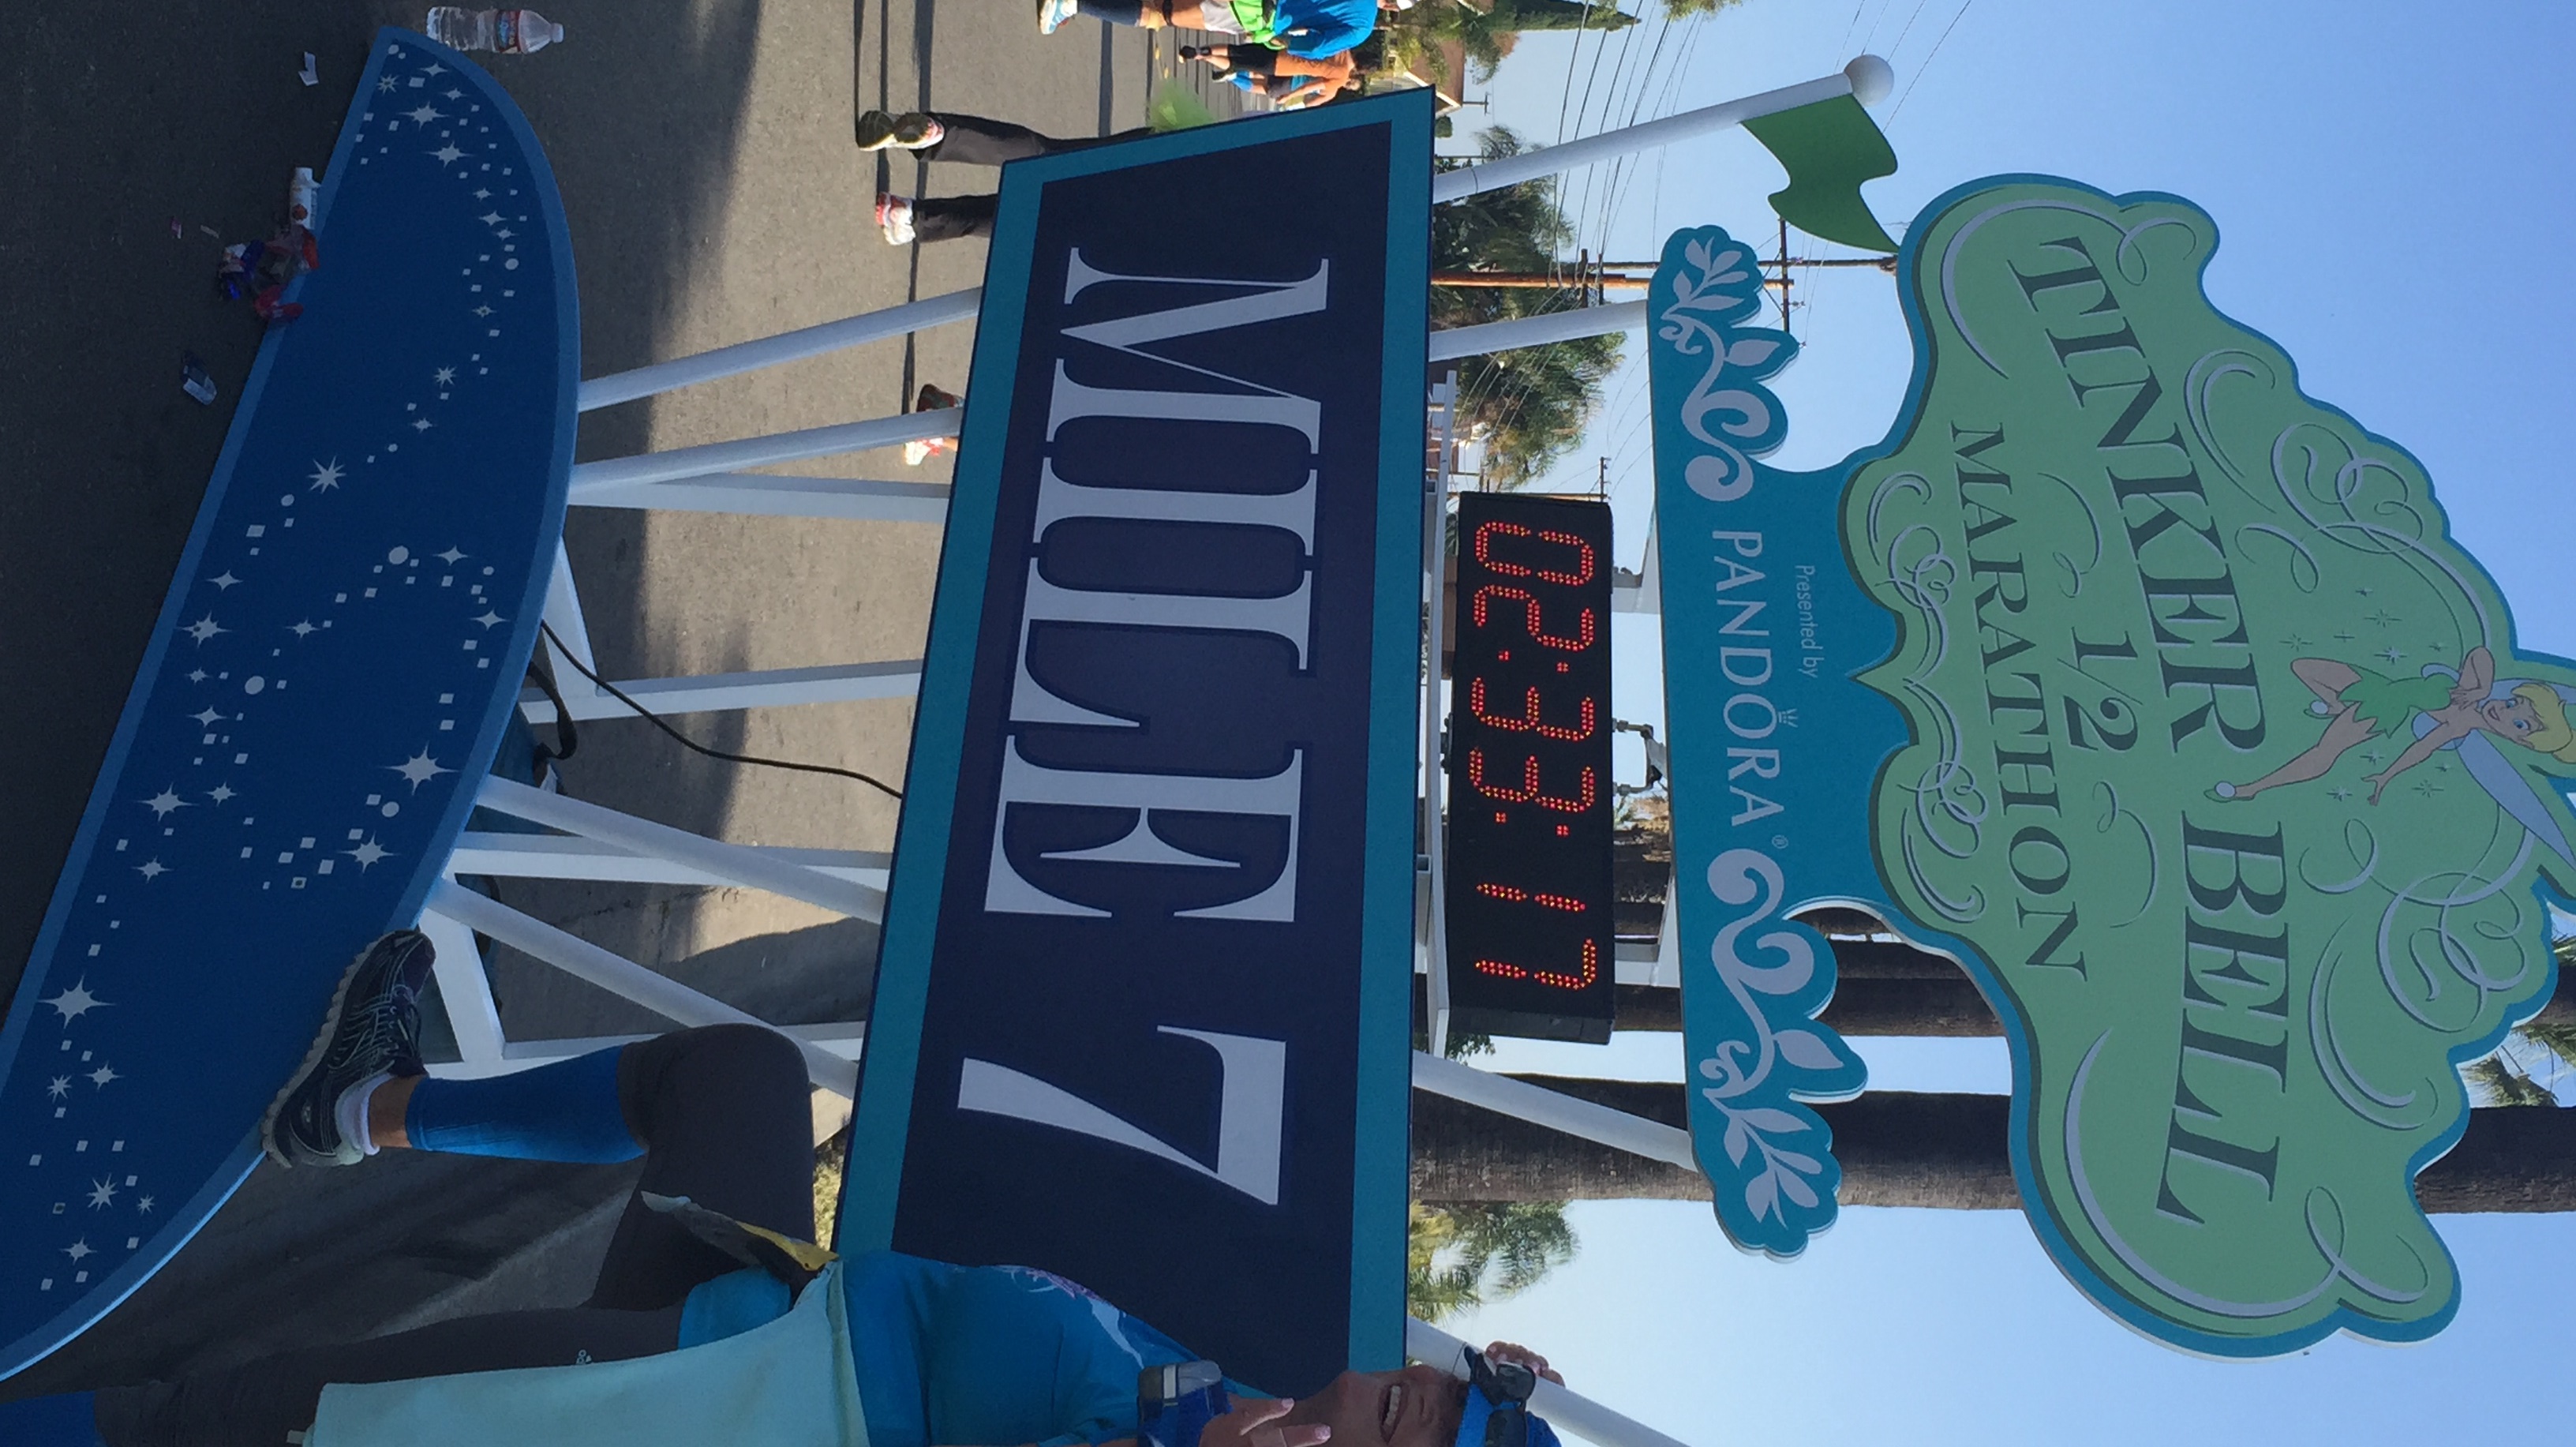 TINKER BELL
1/2
MARATHON
Presented by
PANDORA®
02:33:17
MILE 7